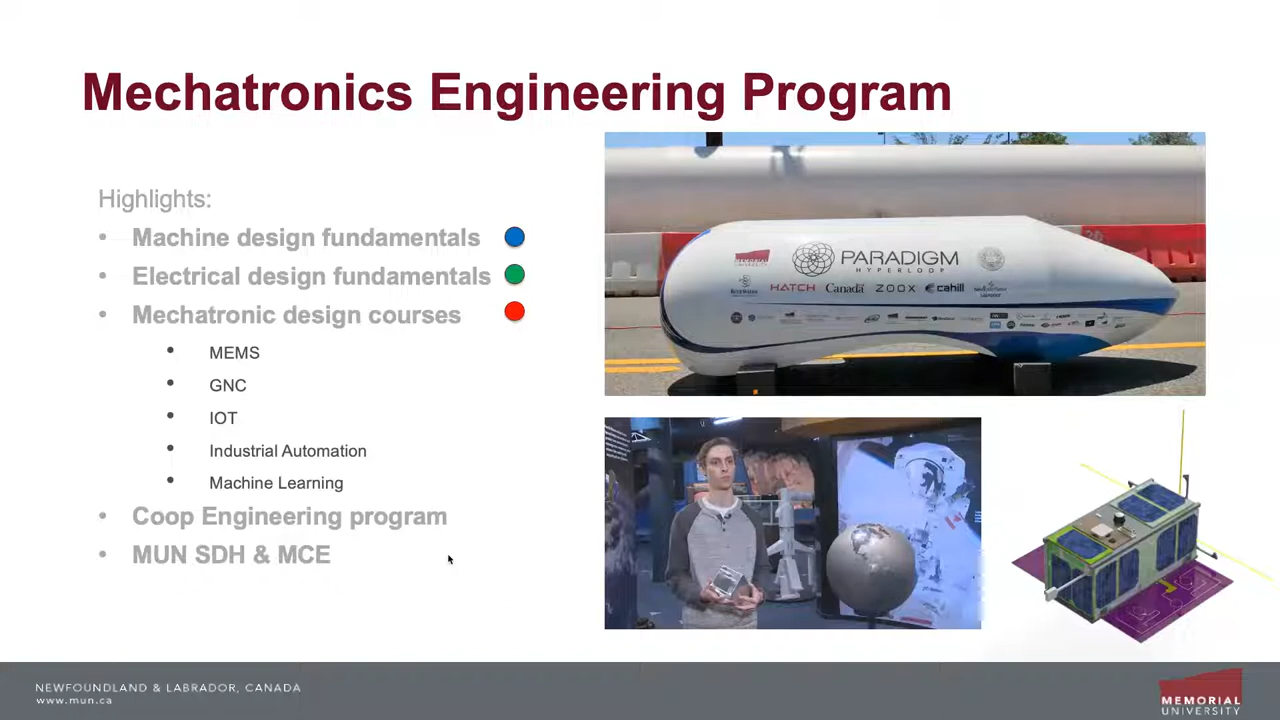 Mechatronics Engineering Program
Highlights:
• Machine design fundamentals
• Electrical design fundamentals
• Mechatronic design courses
• MEMS
• GNC
• IOT
• Industrial Automation
• Machine Learning
• Coop Engineering program
• MUN SDH & MCE
PARADIGM
HYPERLOOP
HATCH
Canada
ZOOX
cahill
NEWFOUNDLAND & LABRADOR, CANADA
www.mun.ca
MEMORIAL
UNIVERSITY